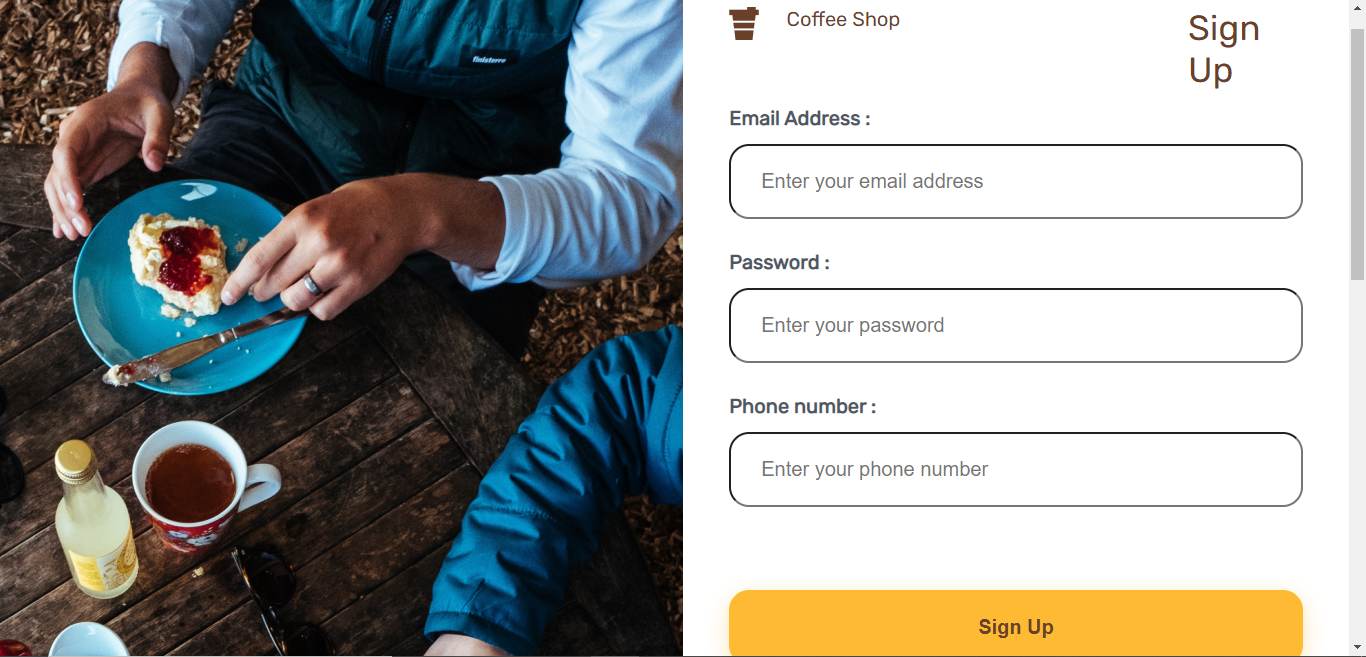 finisterre
Coffee Shop
Sign
Up
Email Address :
Enter your email address
Password :
Enter your password
Phone number :
Enter your phone number
Sign Up